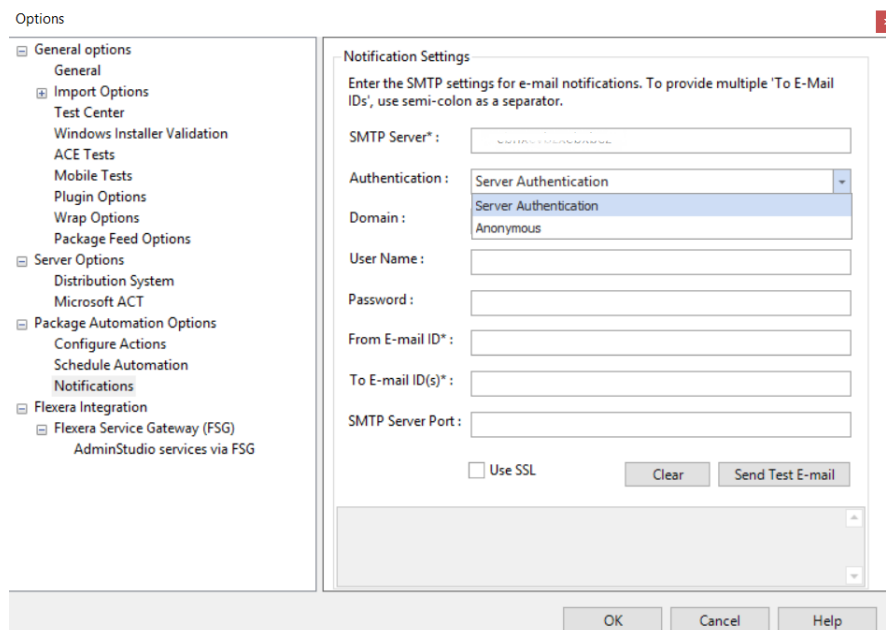 Options
General options
General
Import Options
Test Center
Windows Installer Validation
ACE Tests
Mobile Tests
Plugin Options
Wrap Options
Package Feed Options
Server Options
Distribution System
Microsoft ACT
Package Automation Options
Configure Actions
Schedule Automation
Notifications
Flexera Integration
Flexera Service Gateway (FSG)
AdminStudio services via FSG
Notification Settings
Enter the SMTP settings for e-mail notifications. To provide multiple 'To E-Mail
IDs', use semi-colon as a separator.
SMTP Server* :
Authentication :
Server Authentication
Server Authentication
Anonymous
Domain :
User Name :
Password :
From E-mail ID* :
To E-mail ID(s)* :
SMTP Server Port :
Use SSL
Clear
Send Test E-mail
OK
Cancel
Help